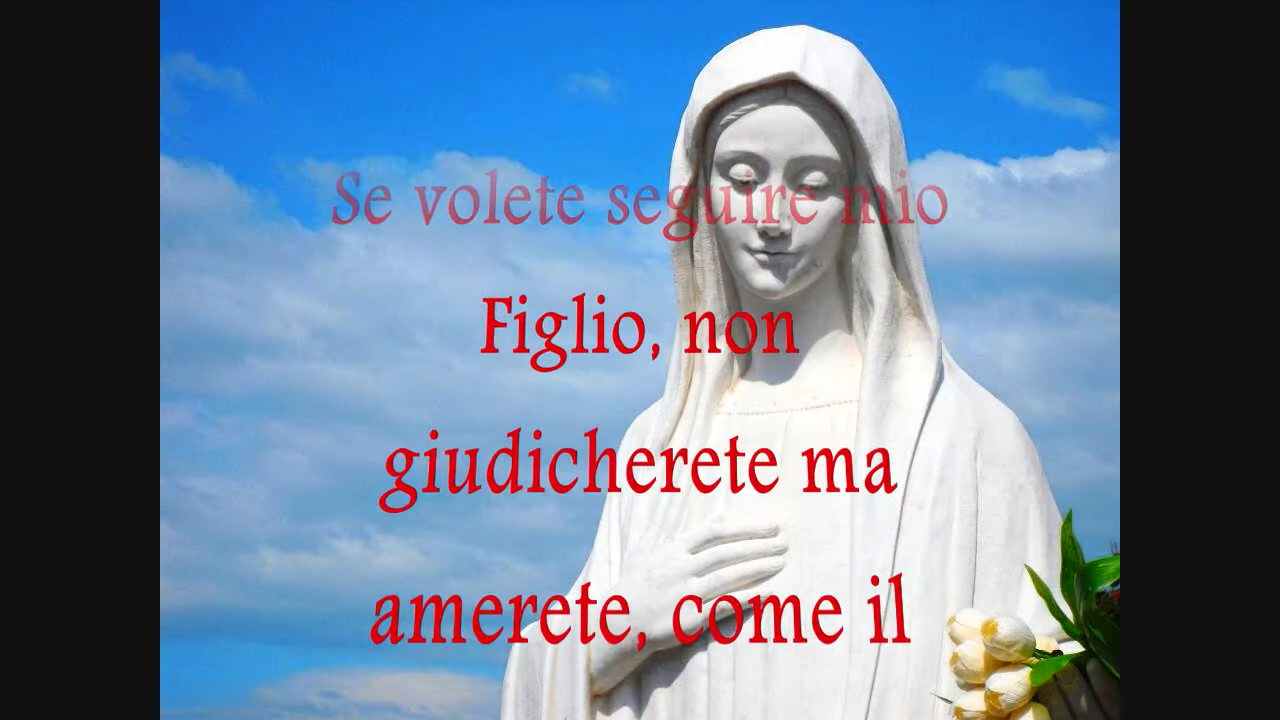 Se volete seguire mio
Figlio, non
giudicherete ma
amerete, come il